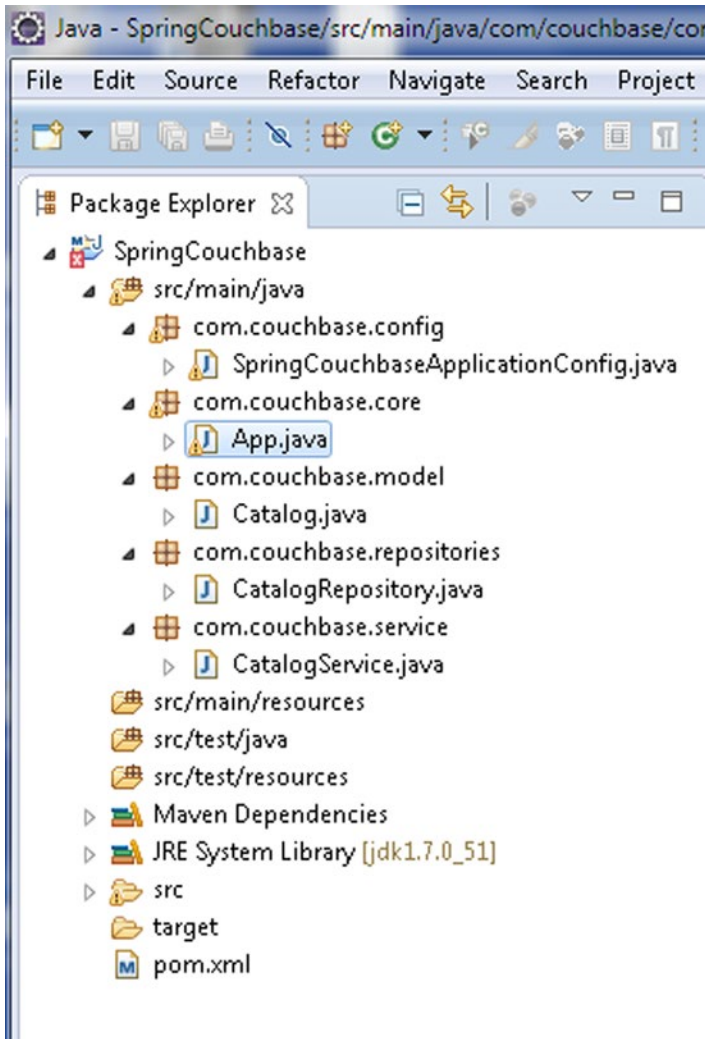 Java - SpringCouchbase/src/main/java/com/couchbase/co
File Edit Source Refactor Navigate Search Project
Package Explorer
SpringCouchbase
src/main/java
com.couchbase.config
SpringCouchbaseApplicationConfig.java
com.couchbase.core
App.java
com.couchbase.model
Catalog.java
com.couchbase.repositories
CatalogRepository.java
com.couchbase.service
CatalogService.java
src/main/resources
src/test/java
src/test/resources
Maven Dependencies
JRE System Library [jdk1.7.0_51]
src
target
pom.xml